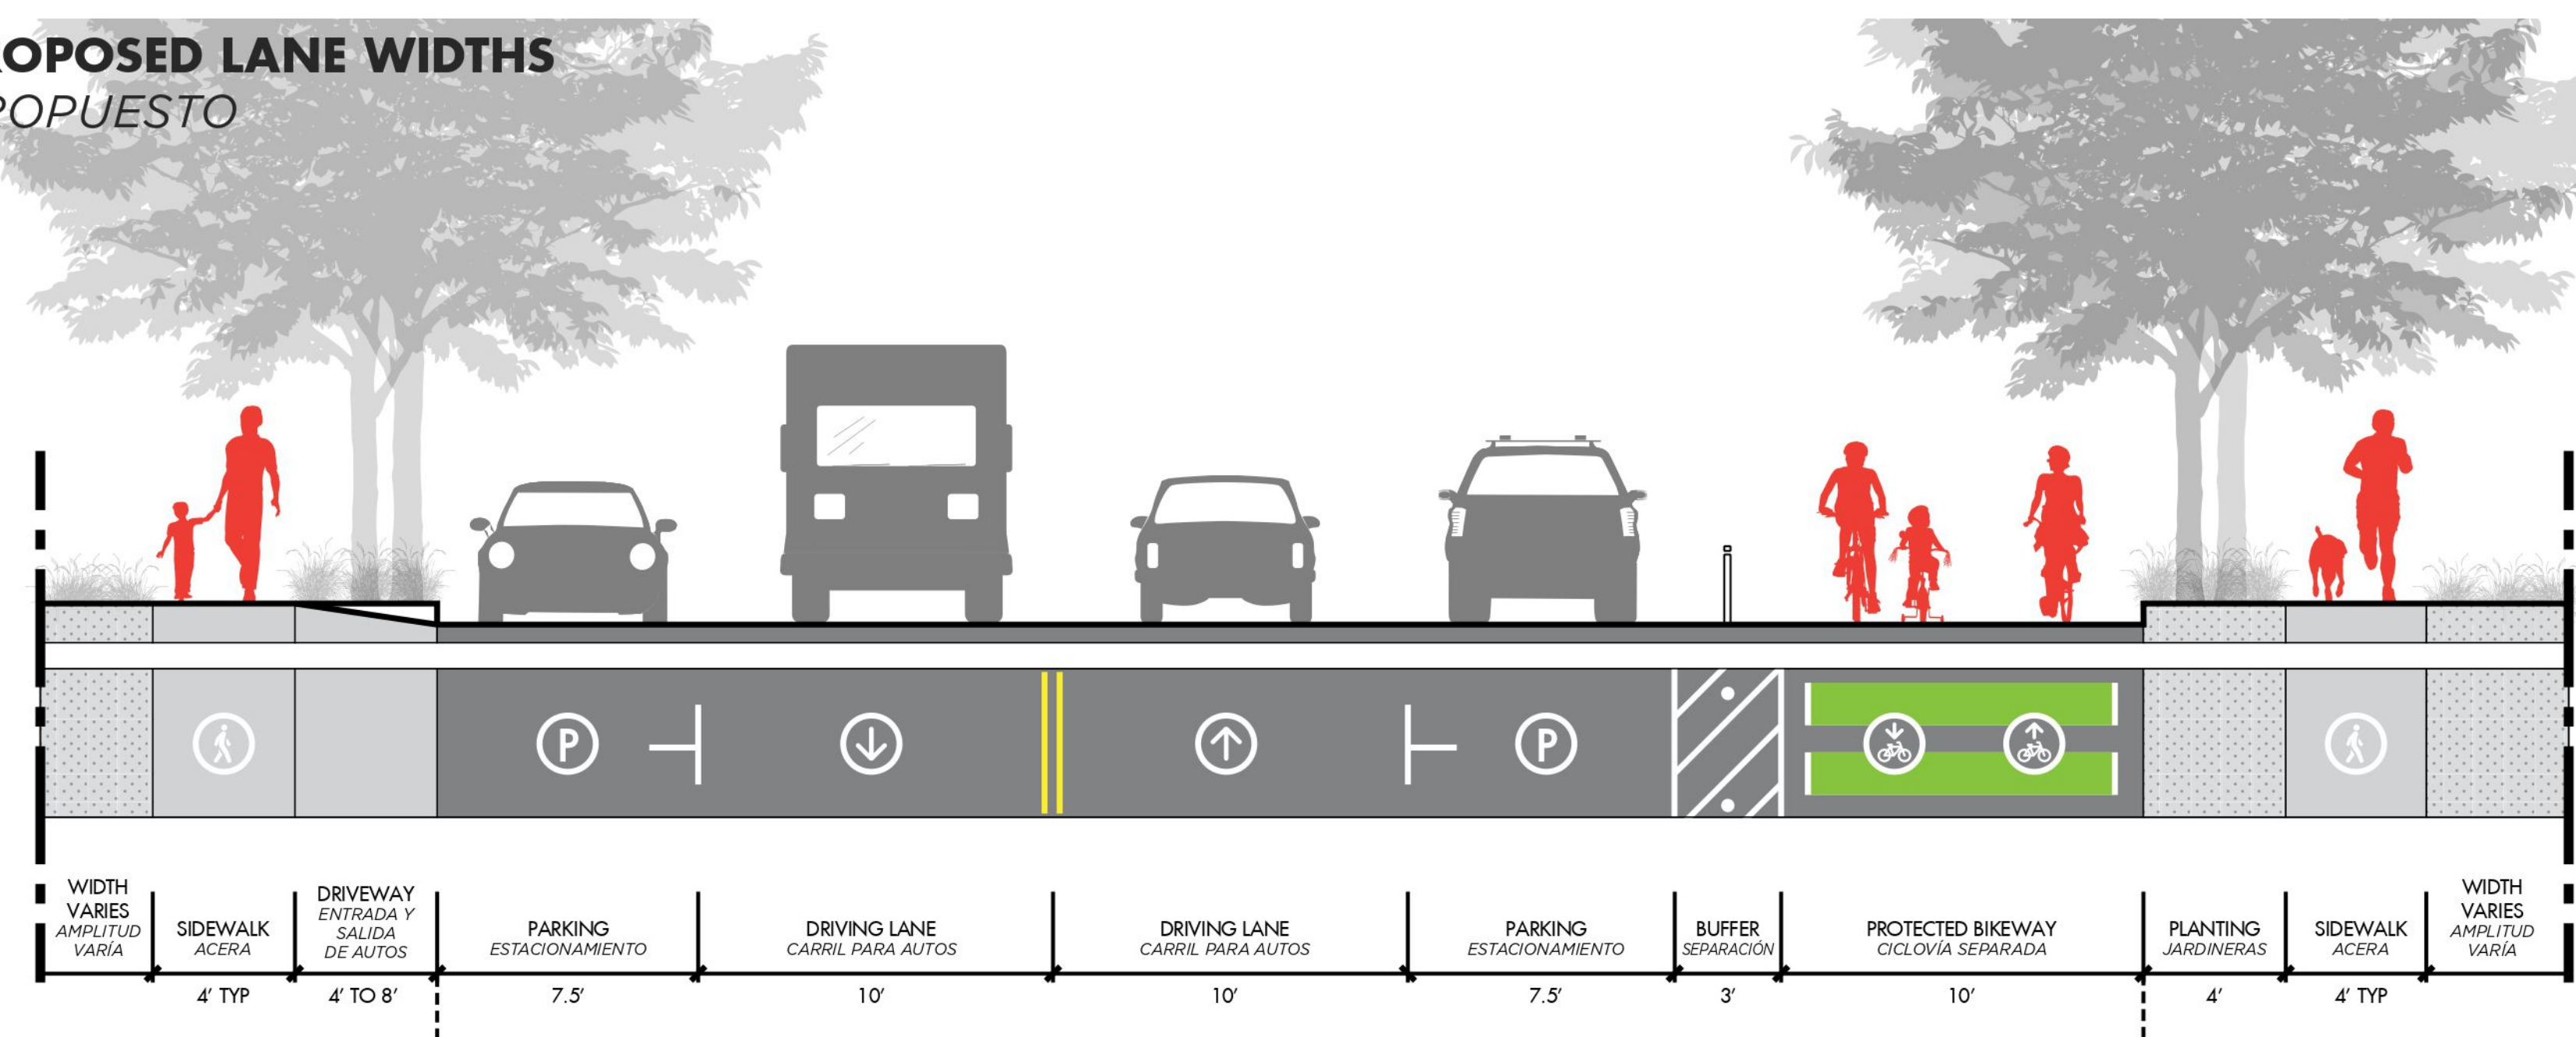 OPOSED LANE WIDTHS
OPUESTO
P
P
WIDTH
VARIES
AMPLITUD
VARÍA
SIDEWALK
ACERA
DRIVEWAY
ENTRADA Y
SALIDA
DE AUTOS
PARKING
ESTACIONAMIENTO
DRIVING LANE
CARRIL PARA AUTOS
DRIVING LANE
CARRIL PARA AUTOS
PARKING
ESTACIONAMIENTO
BUFFER
SEPARACIÓN
PROTECTED BIKEWAY
CICLOVÍA SEPARADA
PLANTING
JARDINERAS
SIDEWALK
ACERA
WIDTH
VARIES
AMPLITUD
VARÍA
4' TYP
4' TO 8'
7.5'
10'
10'
7.5'
3'
10'
4'
4' TYP